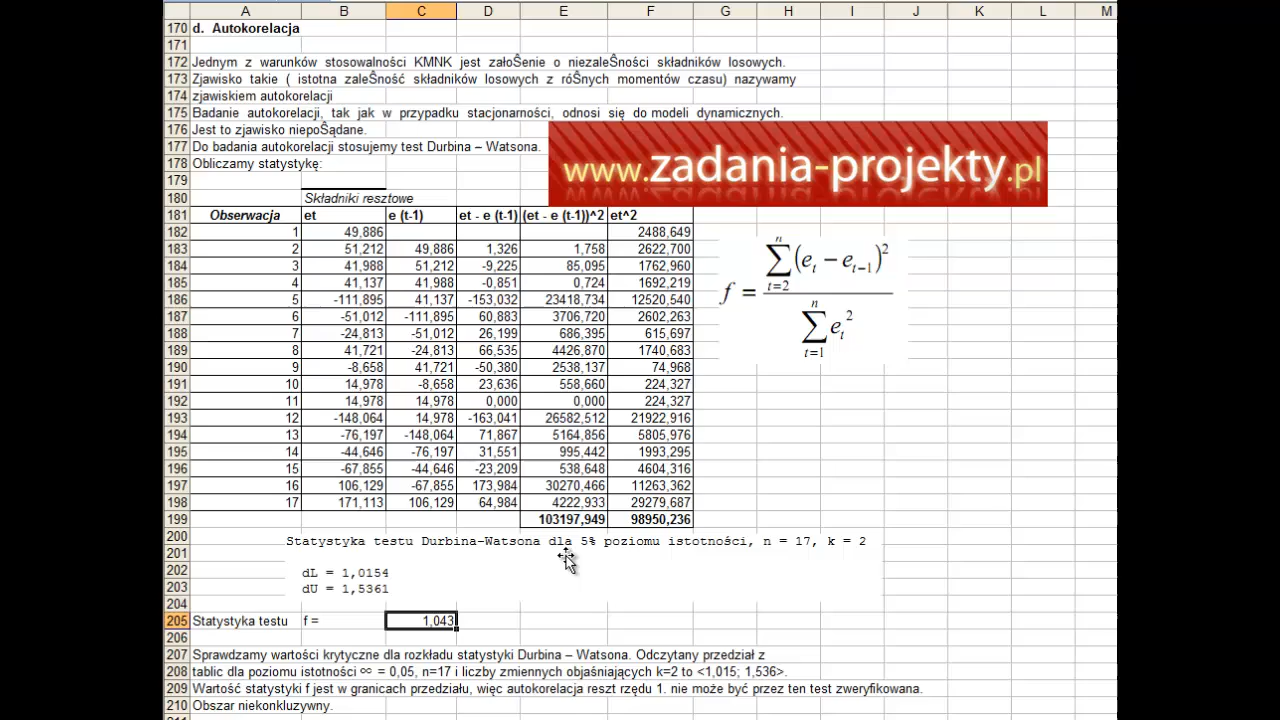 A B C D E F G H I J K L M
170 d. Autokorelacja
171
172 Jednym z warunków stosowalności KMNK jest załoŜenie o niezaleŜności składników losowych.
173 Zjawisko takie ( istotna zaleŜność składników losowych z róŜnych momentów czasu) nazywamy
174 zjawiskiem autokorelacji
175 Badanie autokorelacji, tak jak w przypadku stacjonarności, odnosi się do modeli dynamicznych.
176 Jest to zjawisko niepoŜądane.
177 Do badania autokorelacji stosujemy test Durbina – Watsona.
178 Obliczamy statystykę:
www.zadania-projekty.pl
179
180 Składniki resztowe
181 Obserwacja et e (t-1) et - e (t-1) (et - e (t-1))^2 et^2
182 1 49,886 2488,649
183 2 51,212 49,886 1,326 1,758 2622,700
184 3 41,988 51,212 -9,225 85,095 1762,960
185 4 41,137 41,988 -0,851 0,724 1692,219
186 5 -111,895 41,137 -153,032 23418,734 12520,540
187 6 -51,012 -111,895 60,883 3706,720 2602,263
188 7 -24,813 -51,012 26,199 686,395 615,697
189 8 41,721 -24,813 66,535 4426,870 1740,683
190 9 -8,658 41,721 -50,380 2538,137 74,968
191 10 14,978 -8,658 23,636 558,660 224,327
192 11 14,978 14,978 0,000 0,000 224,327
193 12 -148,064 14,978 -163,041 26582,512 21922,916
194 13 -76,197 -148,064 71,867 5164,856 5805,976
195 14 -44,646 -76,197 31,551 995,442 1993,295
196 15 -67,855 -44,646 -23,209 538,648 4604,316
197 16 106,129 -67,855 173,984 30270,466 11263,362
198 17 171,113 106,129 64,984 4222,933 29279,687
199 103197,949 98950,236
f = ∑_{t=2}^{n} (e_t − e_{t−1})^2 / ∑_{t=1}^{n} e_t^2
200 Statystyka testu Durbina-Watsona dla 5% poziomu istotności, n = 17, k = 2
201
202 dL = 1,0154
203 dU = 1,5361
204
205 Statystyka testu f = 1,043
206
207 Sprawdzamy wartości krytyczne dla rozkładu statystyki Durbina – Watsona. Odczytany przedział z
208 tablic dla poziomu istotności ∞ = 0,05, n=17 i liczby zmiennych objaśniających k=2 to <1,015; 1,536>.
209 Wartość statystyki f jest w granicach przedziału, więc autokorelacja reszt rzędu 1. nie może być przez ten test zweryfikowana.
210 Obszar niekonkluzywny.